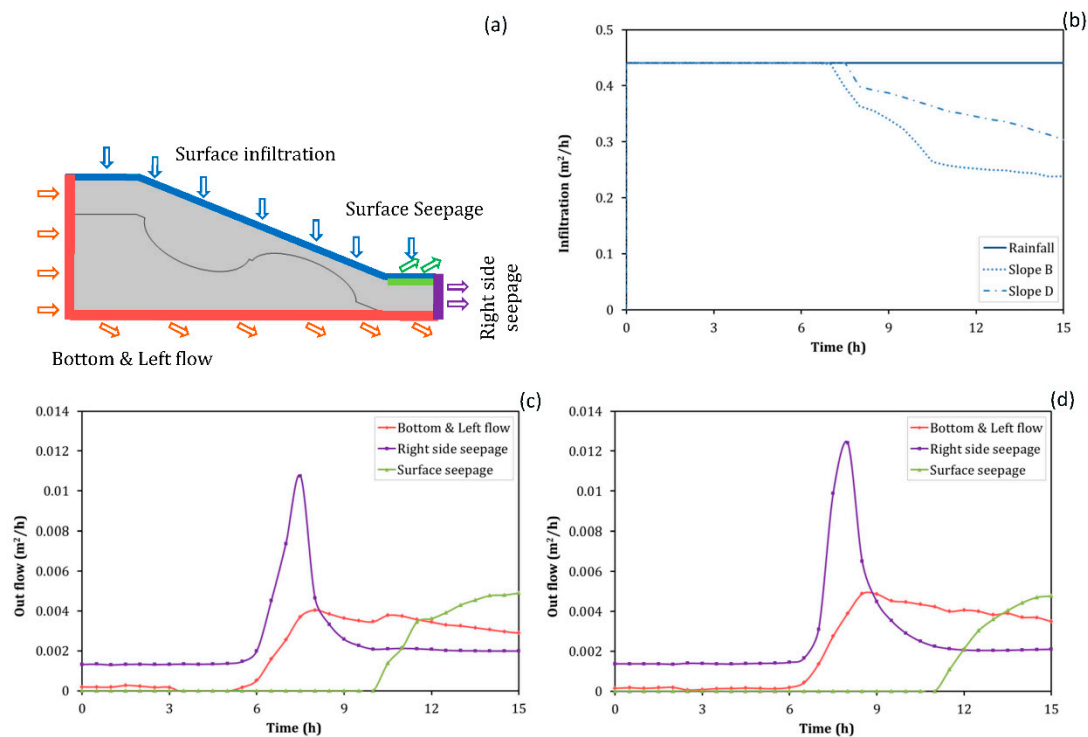 (a)
Surface infiltration
Surface Seepage
Right side
seepage
Bottom & Left flow
(b)
Infiltration (m²/h)
0.5
0.4
0.3
0.2
0.1
0
0
3
6
9
12
15
Time (h)
Rainfall
Slope B
Slope D
(c)
Out flow (m²/h)
0.014
0.012
0.01
0.008
0.006
0.004
0.002
0
0
3
6
9
12
15
Time (h)
Bottom & Left flow
Right side seepage
Surface seepage
(d)
Out flow (m²/h)
0.014
0.012
0.01
0.008
0.006
0.004
0.002
0
0
3
6
9
12
15
Time (h)
Bottom & Left flow
Right side seepage
Surface seepage